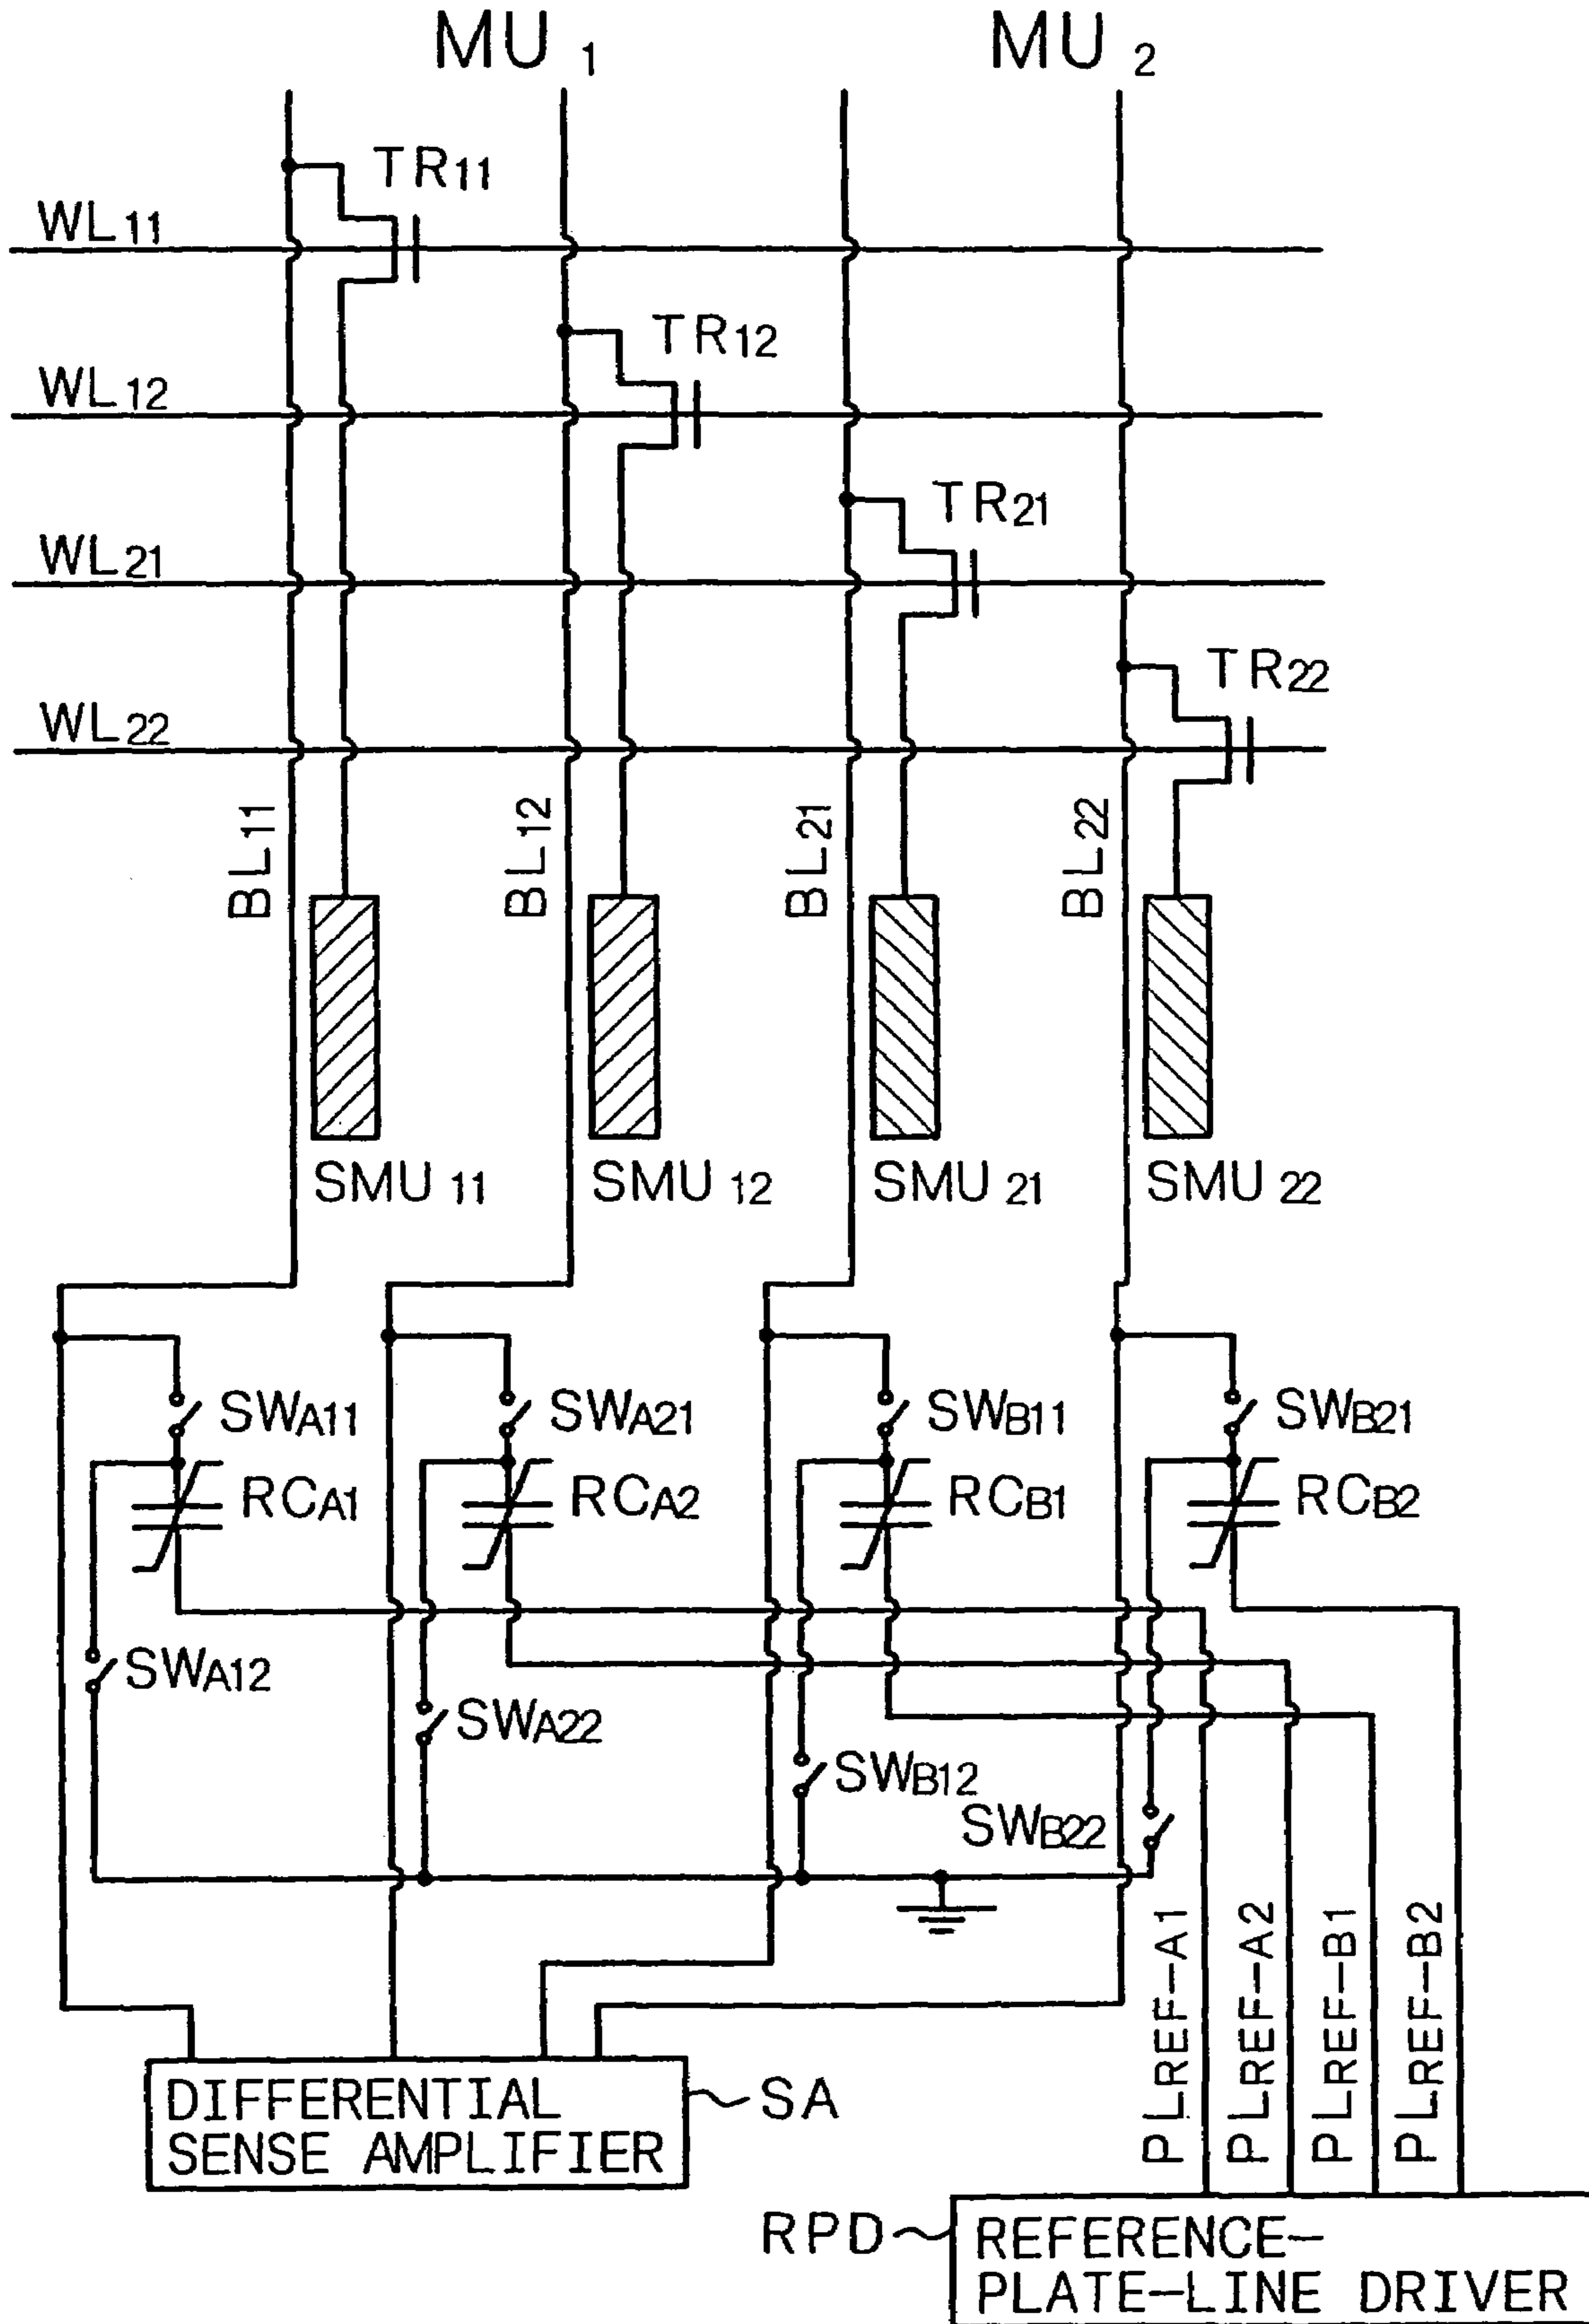 MU 1 MU 2
TR11
WL11
TR12
WL12
TR21
WL21
TR22
WL22
BL11 BL12 BL21 BL22
SMU 11 SMU 12 SMU 21 SMU 22
SWA11 SWA21 SWB11 SWB21
RCA1 RCA2 RCB1 RCB2
SWA12
SWA22
SWB12
SWB22
PLREF-A1 PLREF-A2 PLREF-B1 PLREF-B2
DIFFERENTIAL
SENSE AMPLIFIER
SA
RPD
REFERENCE-
PLATE-LINE DRIVER